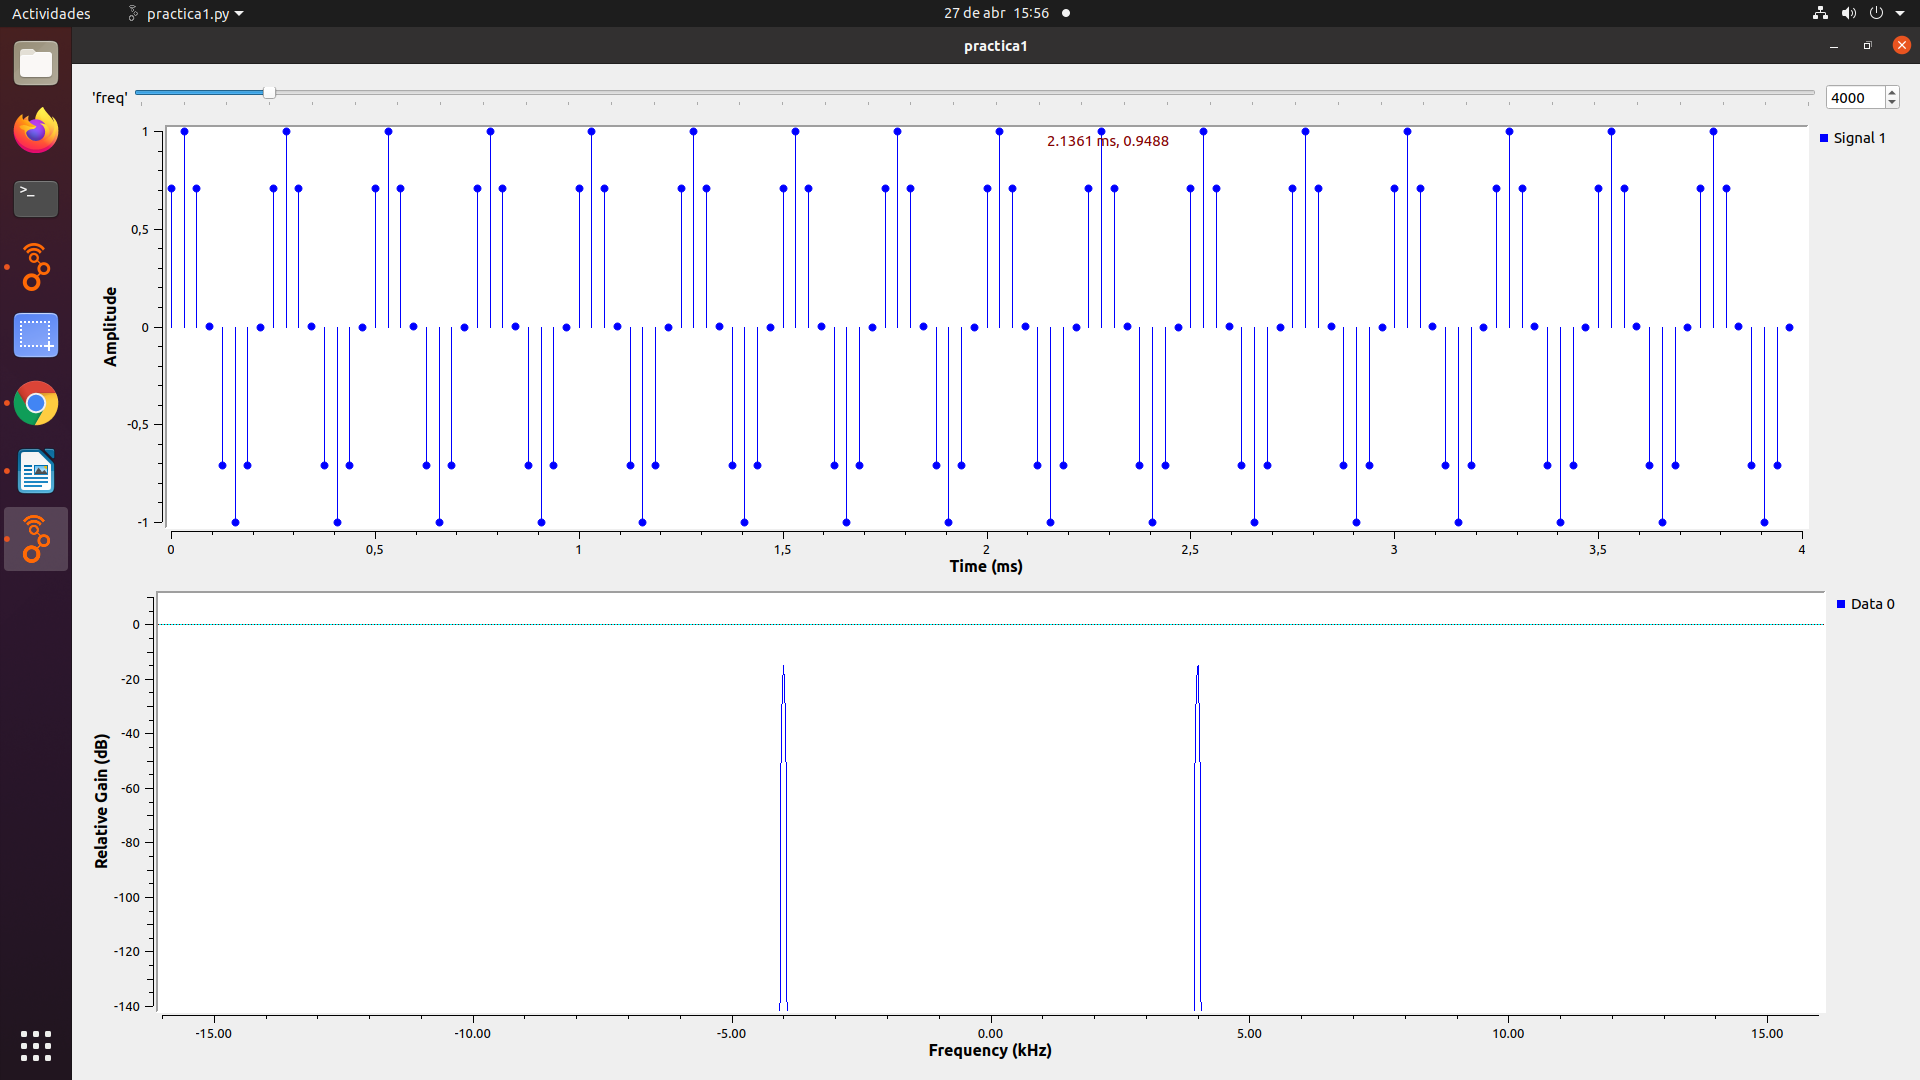 Actividades practica1.py 27 de abr 15:56
practica1
'freq' 4000
2.1361 ms, 0.9488
Signal 1
1
0,5
0
-0,5
-1
Amplitude
0 0,5 1 1,5 2 2,5 3 3,5 4
Time (ms)
Data 0
0
-20
-40
-60
-80
-100
-120
-140
Relative Gain (dB)
-15.00 -10.00 -5.00 0.00 5.00 10.00 15.00
Frequency (kHz)